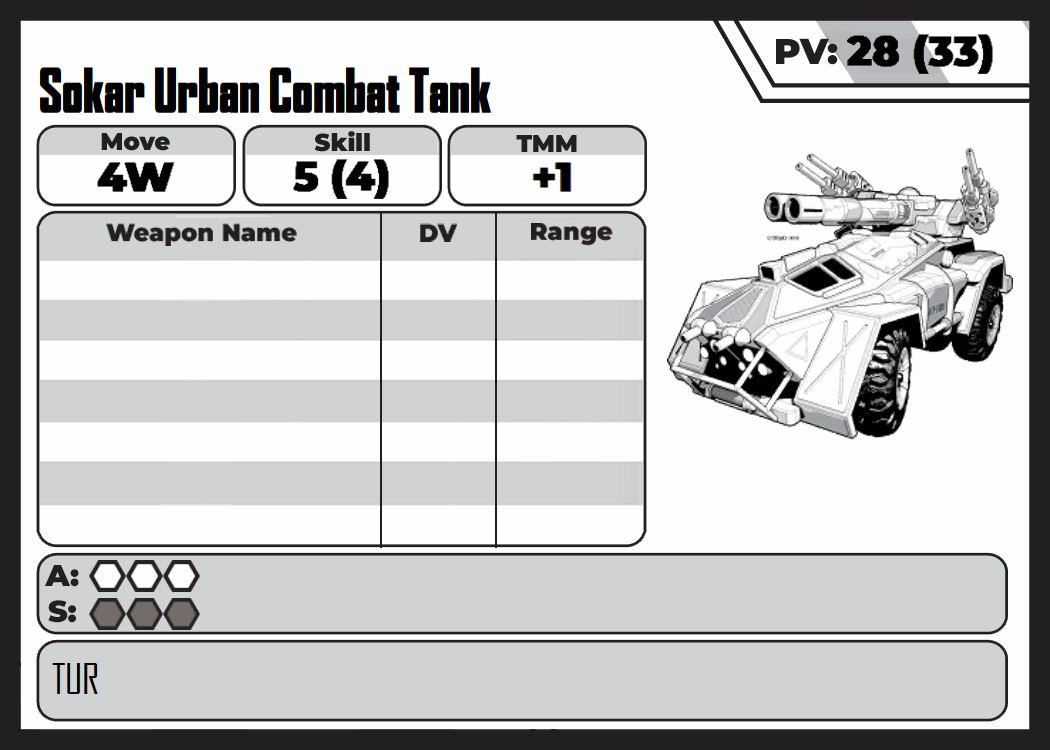 PV: 28 (33)
Sokar Urban Combat Tank
Move
4W
Skill
5 (4)
TMM
+1
Weapon Name
DV
Range
A:
S:
TUR